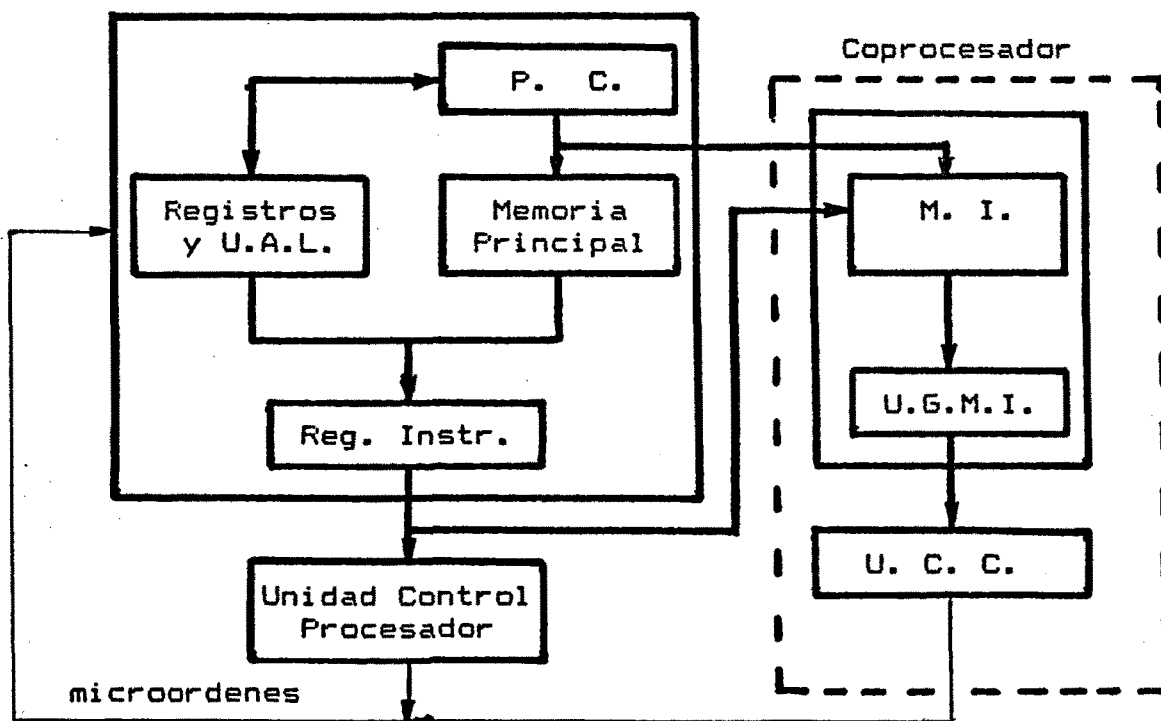 Coprocesador
P. C.
Registros
y U.A.L.
Memoria
Principal
M. I.
Reg. Instr.
U.G.M.I.
Unidad Control
Procesador
U. C. C.
microordenes